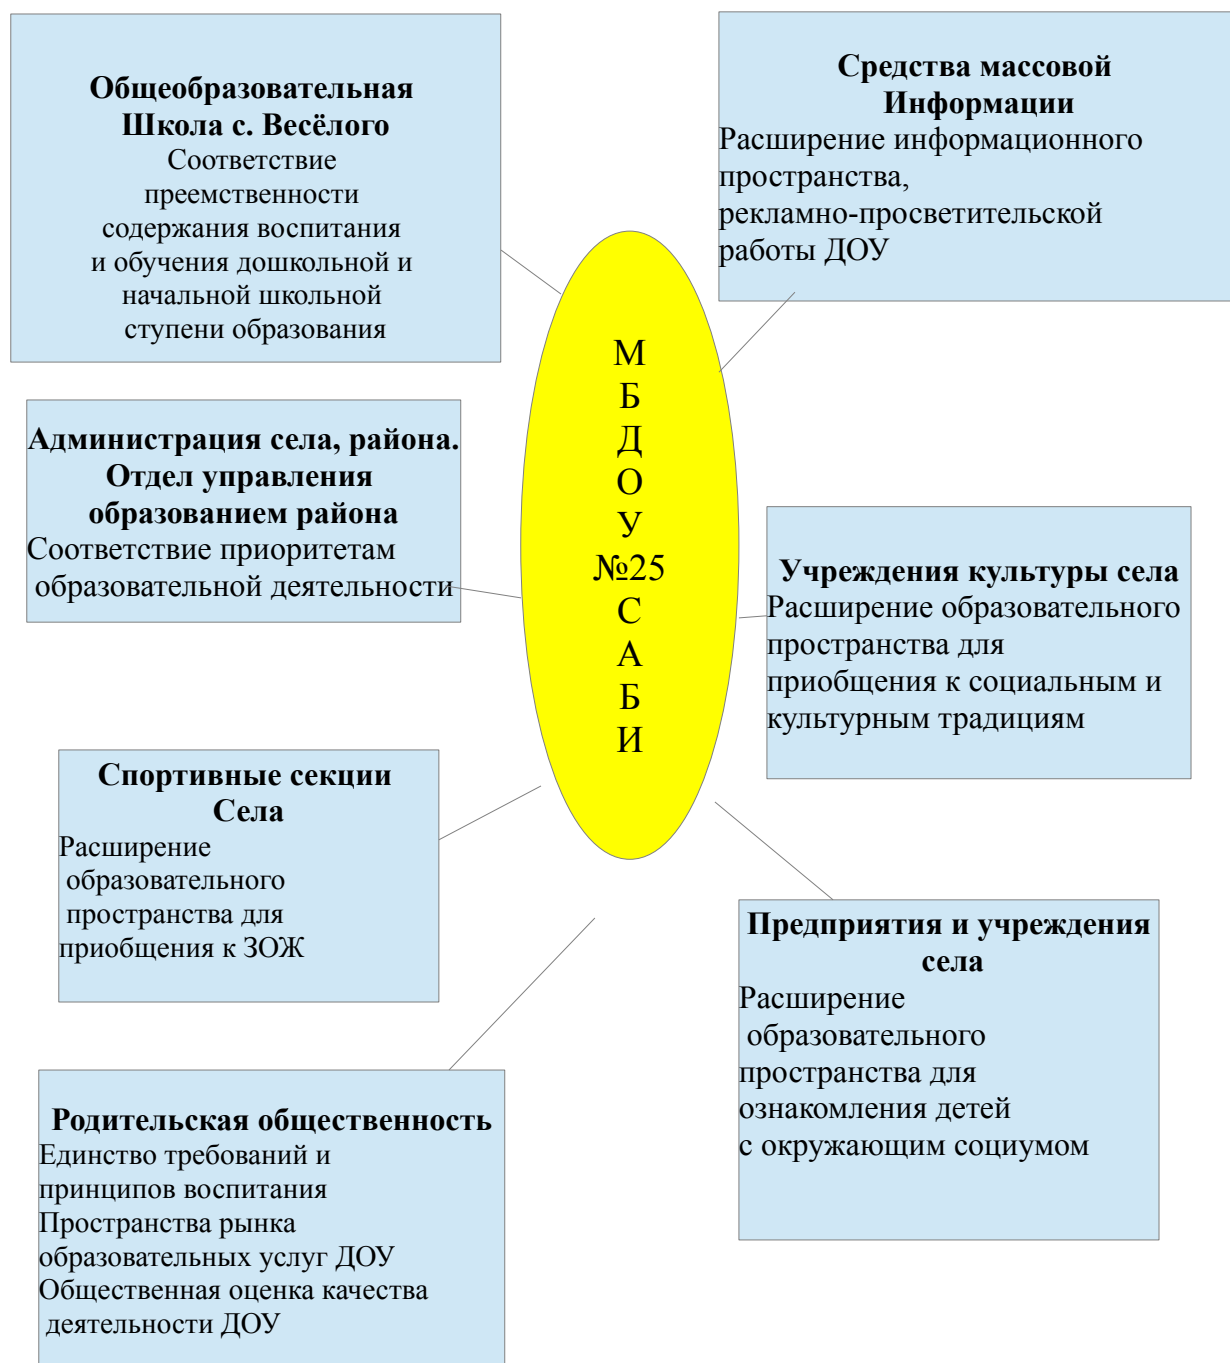 Общеобразовательная
Школа с. Весёлого
Соответствие
преемственности
содержания воспитания
и обучения дошкольной и
начальной школьной
ступени образования
Средства массовой
Информации
Расширение информационного
пространства,
рекламно-просветительской
работы ДОУ
М
Б
Д
О
У
№25
С
А
Б
И
Администрация села, района.
Отдел управления
образованием района
Соответствие приоритетам
образовательной деятельности
Учреждения культуры села
Расширение образовательного
пространства для
приобщения к социальным и
культурным традициям
Спортивные секции
Села
Расширение
образовательного
пространства для
приобщения к ЗОЖ
Предприятия и учреждения
села
Расширение
образовательного
пространства для
ознакомления детей
с окружающим социумом
Родительская общественность
Единство требований и
принципов воспитания
Пространства рынка
образовательных услуг ДОУ
Общественная оценка качества
деятельности ДОУ